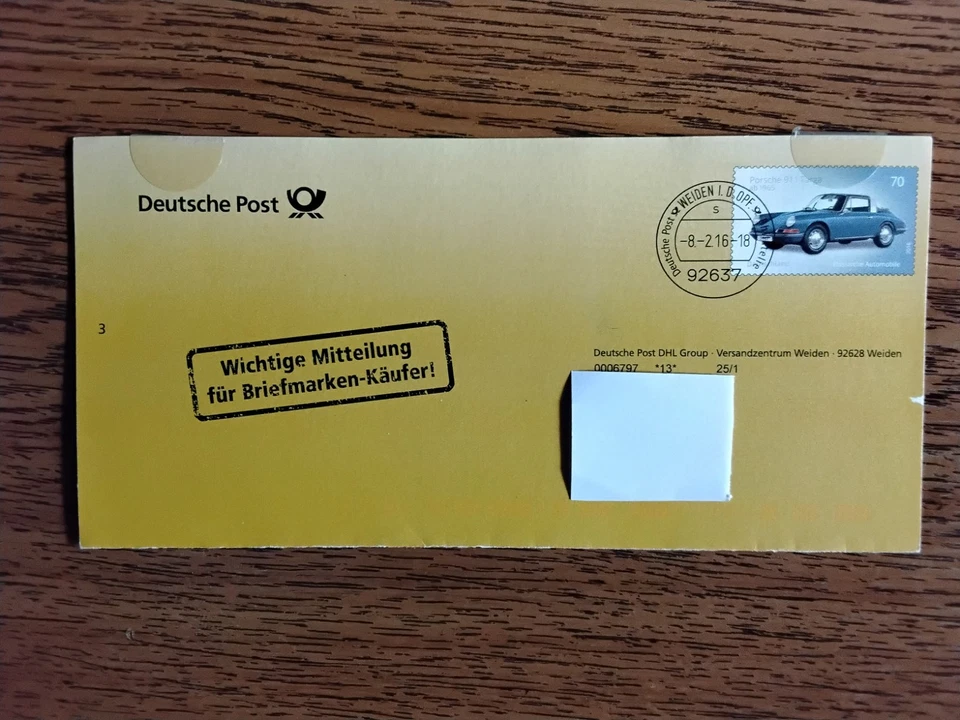 Deutsche Post
WEIDEN I. D. OPF.
Deutsche Post
S
-8.-2.16-18
92637
Porsche 911 Targa
70
Automobile
3
Wichtige Mitteilung
für Briefmarken-Käufer!
Deutsche Post DHL Group · Versandzentrum Weiden · 92628 Weiden
0006797 *13* 25/1